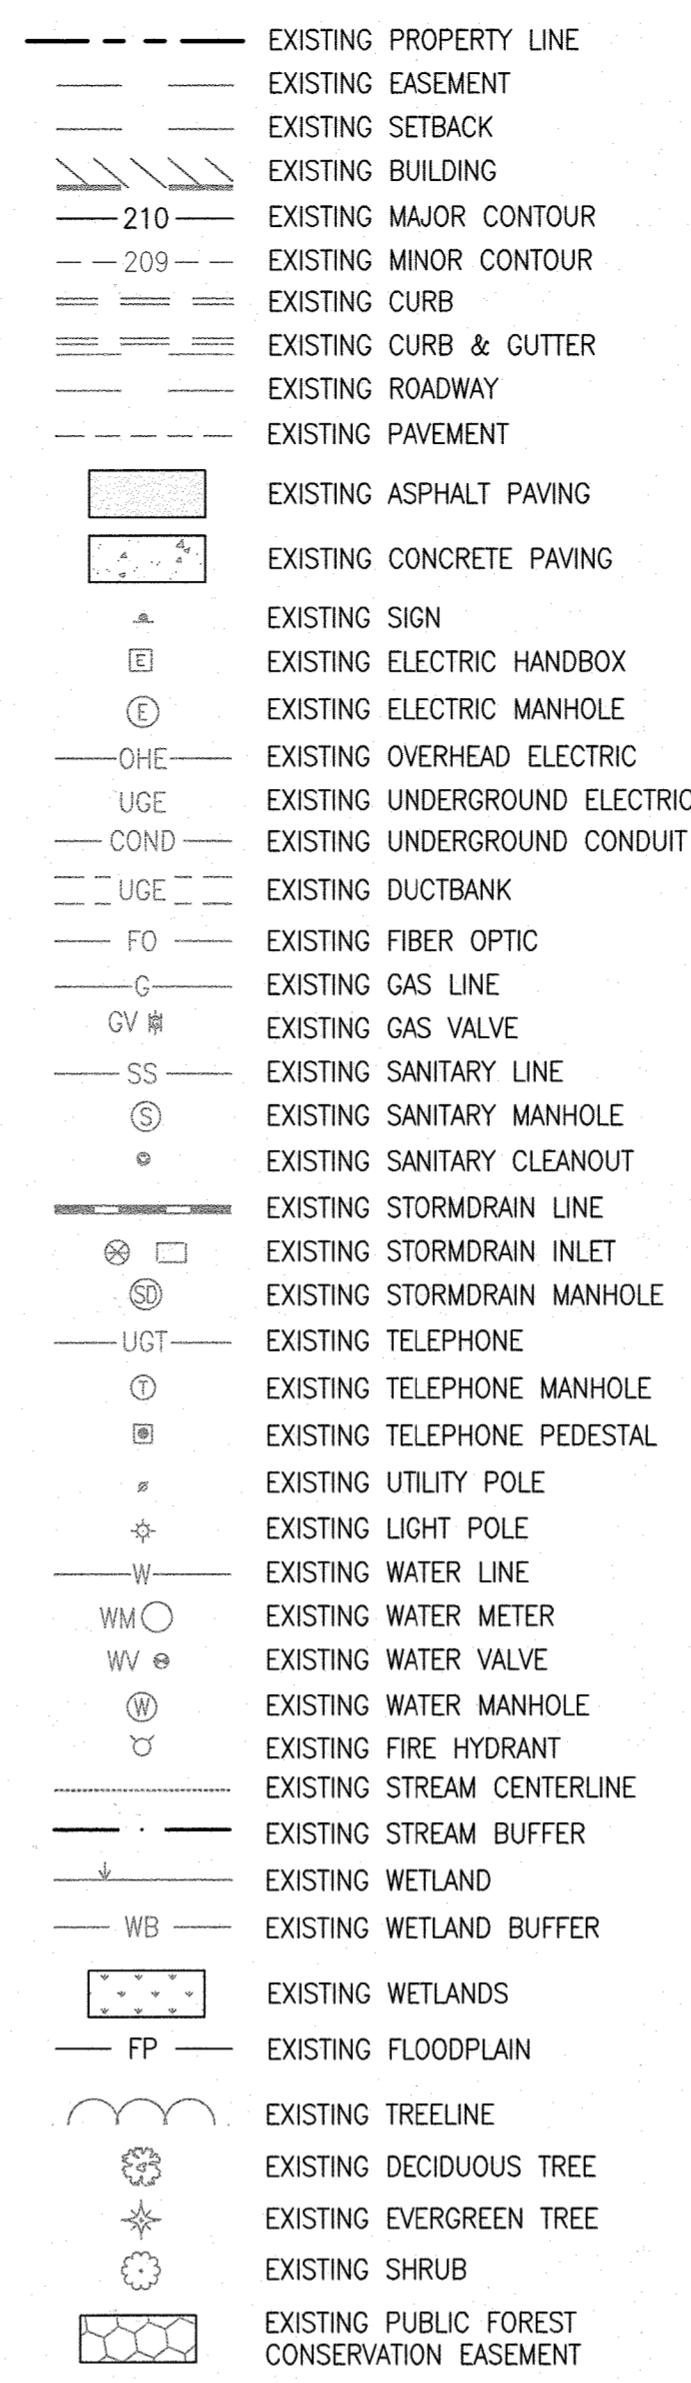 EXISTING PROPERTY LINE
EXISTING EASEMENT
EXISTING SETBACK
EXISTING BUILDING
210 EXISTING MAJOR CONTOUR
209 EXISTING MINOR CONTOUR
EXISTING CURB
EXISTING CURB & GUTTER
EXISTING ROADWAY
EXISTING PAVEMENT
EXISTING ASPHALT PAVING
EXISTING CONCRETE PAVING
EXISTING SIGN
E EXISTING ELECTRIC HANDBOX
E EXISTING ELECTRIC MANHOLE
OHE EXISTING OVERHEAD ELECTRIC
UGE EXISTING UNDERGROUND ELECTRIC
COND EXISTING UNDERGROUND CONDUIT
UGE EXISTING DUCTBANK
FO EXISTING FIBER OPTIC
G EXISTING GAS LINE
GV EXISTING GAS VALVE
SS EXISTING SANITARY LINE
S EXISTING SANITARY MANHOLE
EXISTING SANITARY CLEANOUT
EXISTING STORMDRAIN LINE
EXISTING STORMDRAIN INLET
SD EXISTING STORMDRAIN MANHOLE
UGT EXISTING TELEPHONE
T EXISTING TELEPHONE MANHOLE
EXISTING TELEPHONE PEDESTAL
EXISTING UTILITY POLE
EXISTING LIGHT POLE
W EXISTING WATER LINE
WM EXISTING WATER METER
WV EXISTING WATER VALVE
W EXISTING WATER MANHOLE
EXISTING FIRE HYDRANT
EXISTING STREAM CENTERLINE
EXISTING STREAM BUFFER
EXISTING WETLAND
WB EXISTING WETLAND BUFFER
EXISTING WETLANDS
FP EXISTING FLOODPLAIN
EXISTING TREELINE
EXISTING DECIDUOUS TREE
EXISTING EVERGREEN TREE
EXISTING SHRUB
EXISTING PUBLIC FOREST
CONSERVATION EASEMENT